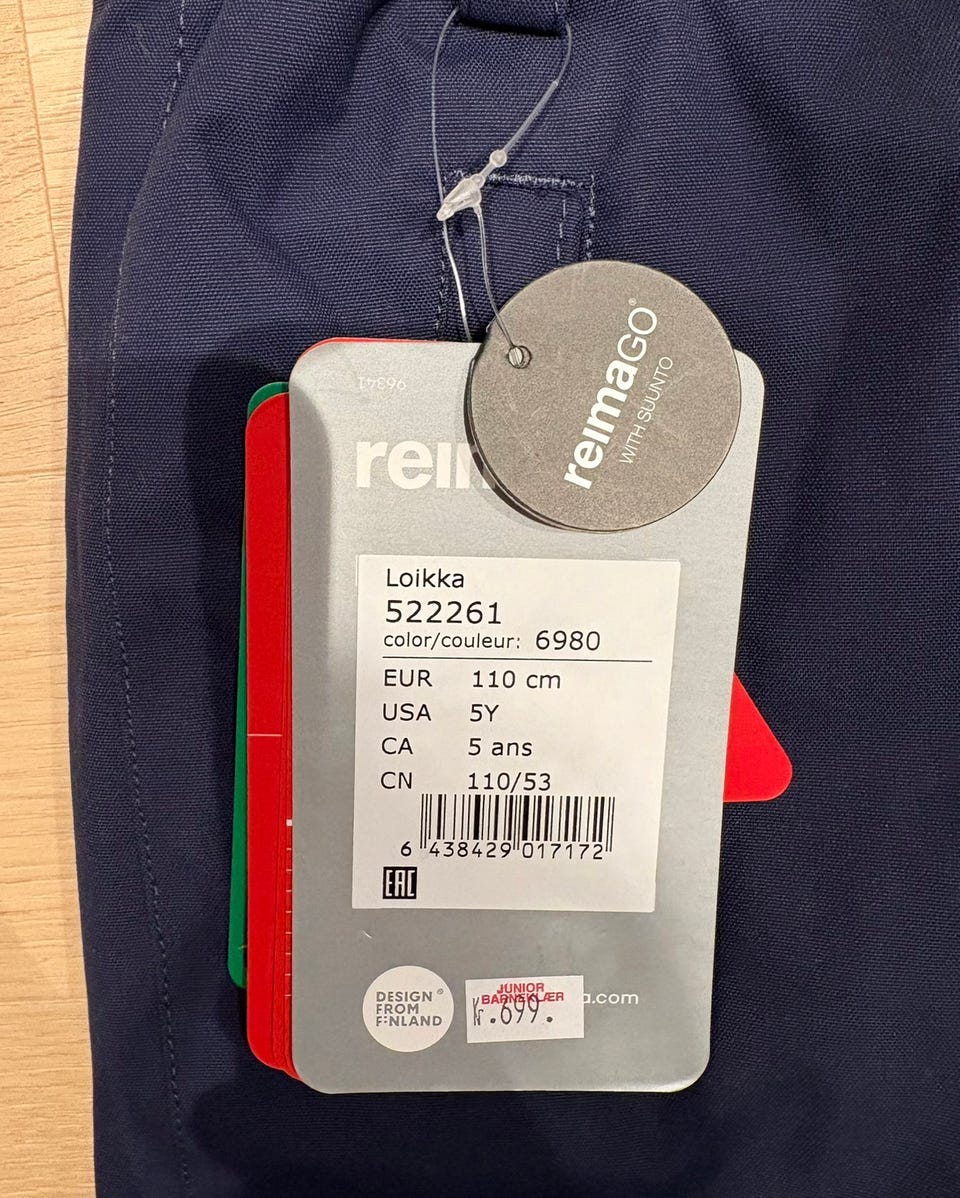 reimaGO®
WITH SUUNTO
96341
Loikka
522261
color/couleur: 6980
EUR 110 cm
USA 5Y
CA 5 ans
CN 110/53
6 438429 017172
EAC
DESIGN
FROM
FINLAND
JUNIOR
BARNEKLÆR
Kr. 699.
a.com